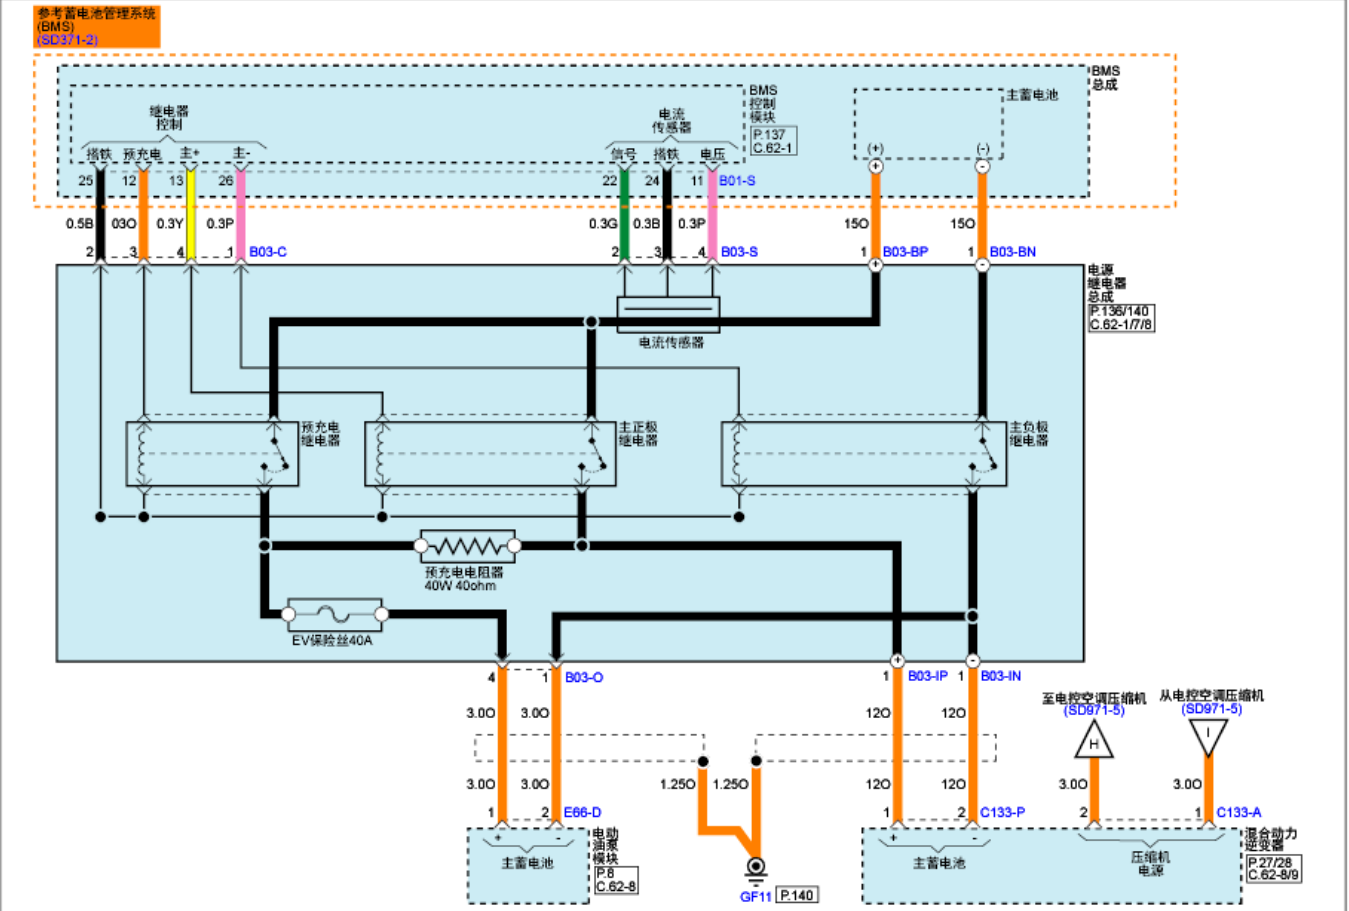 参考蓄电池管理系统
(BMS)
(SD371-2)
BMS
总成
BMS
控制
模块
P.137
C.62-1
主蓄电池
继电器
控制
电流
传感器
搭铁 预充电 主+ 主-
信号 搭铁 电压
(+) (-)
+ -
25 12 13 26
22 24 11 B01-S
0.5B 03O 0.3Y 0.3P
0.3G 0.3B 0.3P
15O 15O
2 3 4 1 B03-C
2 3 4 B03-S
1 B03-BP 1 B03-BN
+ -
电源
继电器
总成
P.136/140
C.62-1/7/8
电流传感器
预充电
继电器
主正极
继电器
主负极
继电器
预充电电阻器
40W 40ohm
EV保险丝40A
+ -
4 1 B03-O
1 B03-IP 1 B03-IN
3.0O 3.0O
12O 12O
至电控空调压缩机
(SD971-5)
从电控空调压缩机
(SD971-5)
H I
3.0O 3.0O
1.25O 1.25O
12O 12O
3.0O 3.0O
1 2 E66-D
1 2 C133-P
2 1 C133-A
+ -
主蓄电池
电动
油泵
模块
P.8
C.62-8
GF11 P.140
+ -
主蓄电池
压缩机
电源
混合动力
逆变器
P.27/28
C.62-8/9